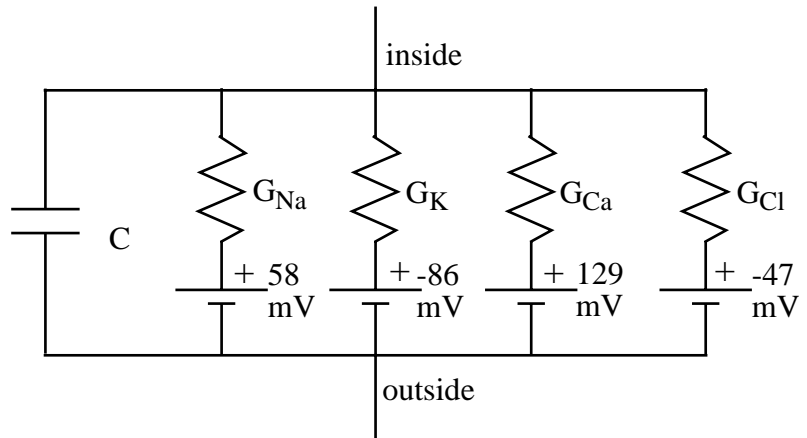 inside
C
G_Na
G_K
G_Ca
G_Cl
+ 58
mV
+ -86
mV
+ 129
mV
+ -47
mV
outside